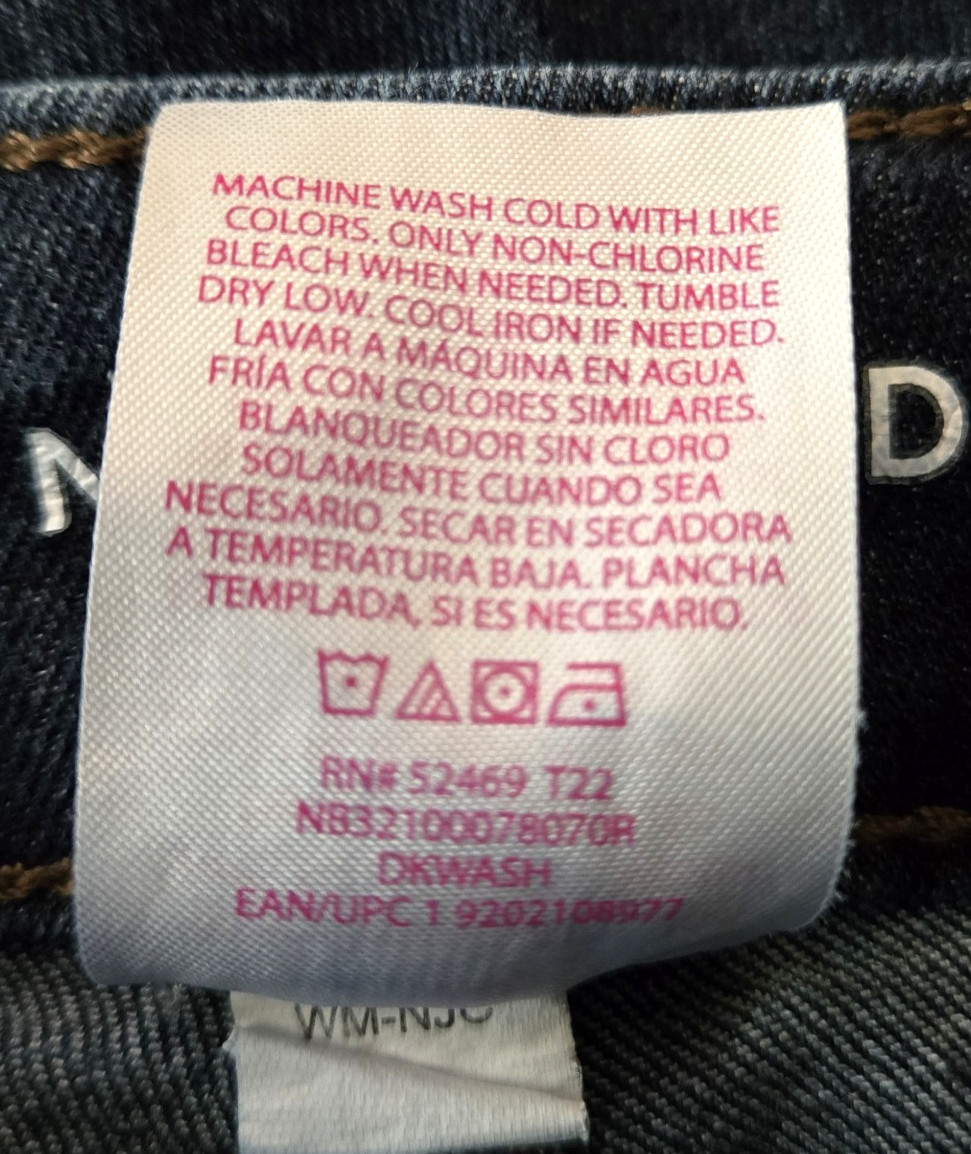 MACHINE WASH COLD WITH LIKE
COLORS. ONLY NON-CHLORINE
BLEACH WHEN NEEDED. TUMBLE
DRY LOW. COOL IRON IF NEEDED.
LAVAR A MÁQUINA EN AGUA
FRÍA CON COLORES SIMILARES.
BLANQUEADOR SIN CLORO
SOLAMENTE CUANDO SEA
NECESARIO. SECAR EN SECADORA
A TEMPERATURA BAJA. PLANCHA
TEMPLADA, SI ES NECESARIO.
N D
RN# 52469 T22
NB32100078070R
DKWASH
EAN/UPC 1 9202108977